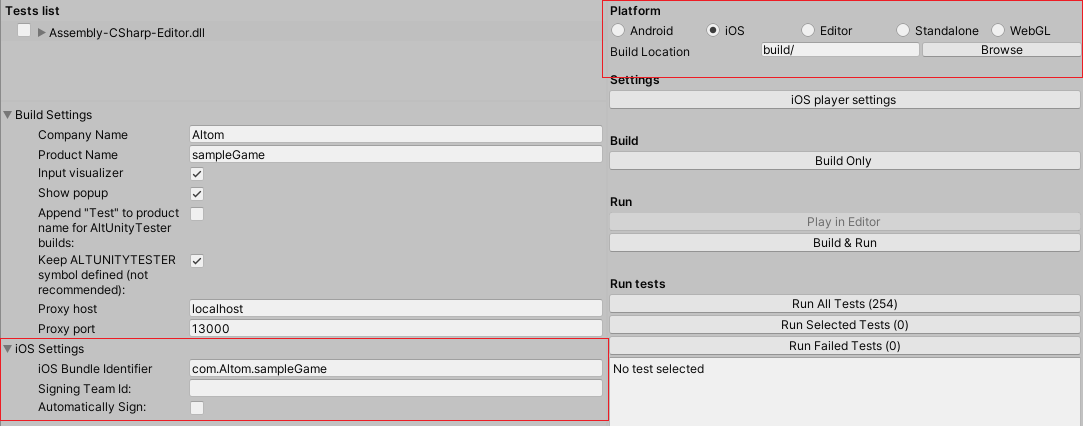 Tests list
Assembly-CSharp-Editor.dll
Build Settings
Company Name Altom
Product Name sampleGame
Input visualizer
Show popup
Append "Test" to product
name for AltUnityTester
builds:
Keep ALTUNITYTESTER
symbol defined (not
recommended):
Proxy host localhost
Proxy port 13000
iOS Settings
iOS Bundle Identifier com.Altom.sampleGame
Signing Team Id:
Automatically Sign:
Platform
Android iOS Editor Standalone WebGL
Build Location build/ Browse
Settings
iOS player settings
Build
Build Only
Run
Play in Editor
Build & Run
Run tests
Run All Tests (254)
Run Selected Tests (0)
Run Failed Tests (0)
No test selected